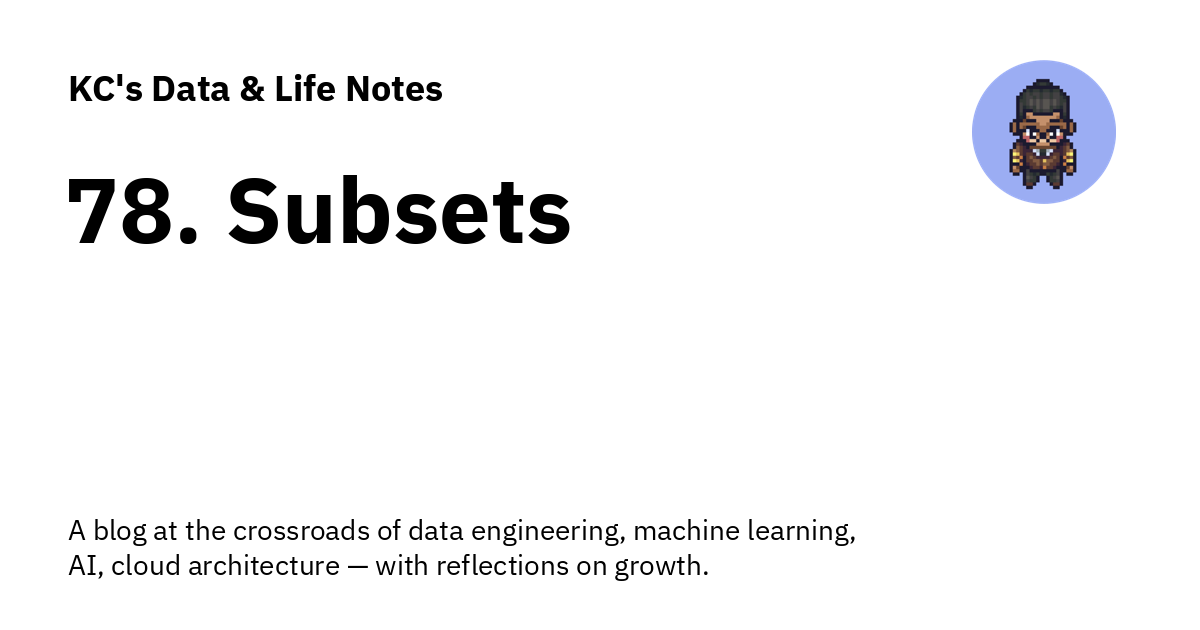 KC's Data & Life Notes
78. Subsets
A blog at the crossroads of data engineering, machine learning,
AI, cloud architecture — with reflections on growth.